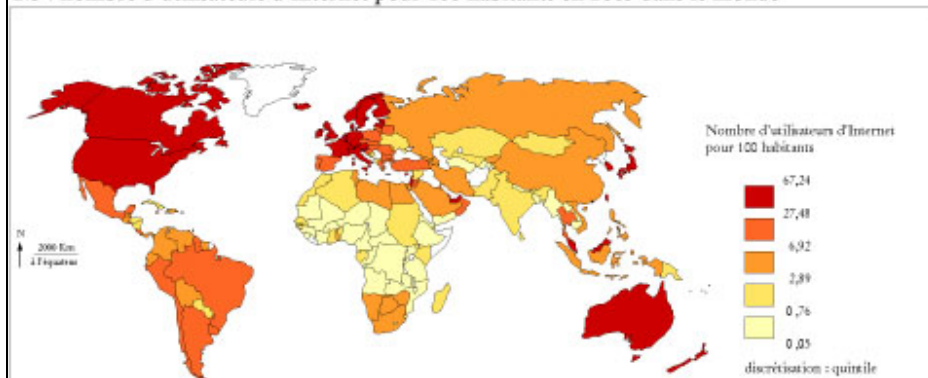 Nombre d'utilisateurs d'Internet
pour 100 habitants
67,24
27,48
6,92
2,89
0,76
0,05
discrétisation : quintile
N
2000 Km
à l'équateur